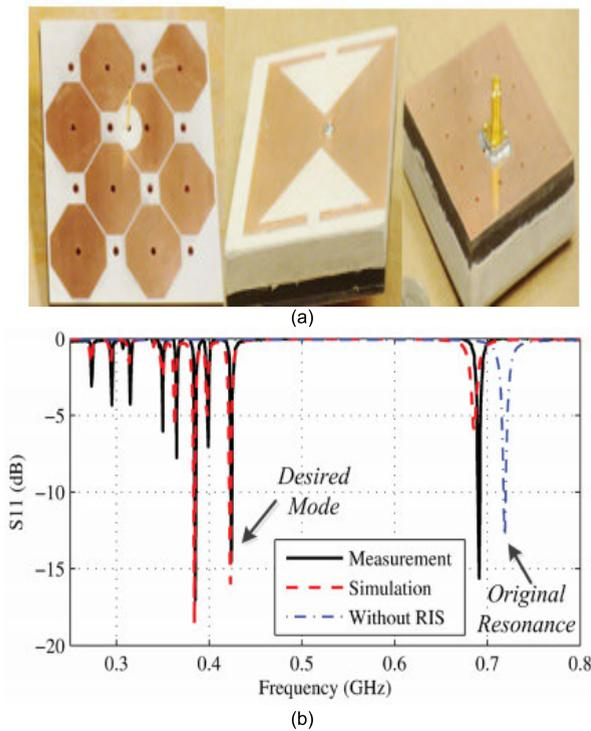 (a)
0
−5
−10
−15
−20
S11 (dB)
Desired
Mode
Measurement
Simulation
Without RIS
Original
Resonance
0.3
0.4
0.5
0.6
0.7
0.8
Frequency (GHz)
(b)